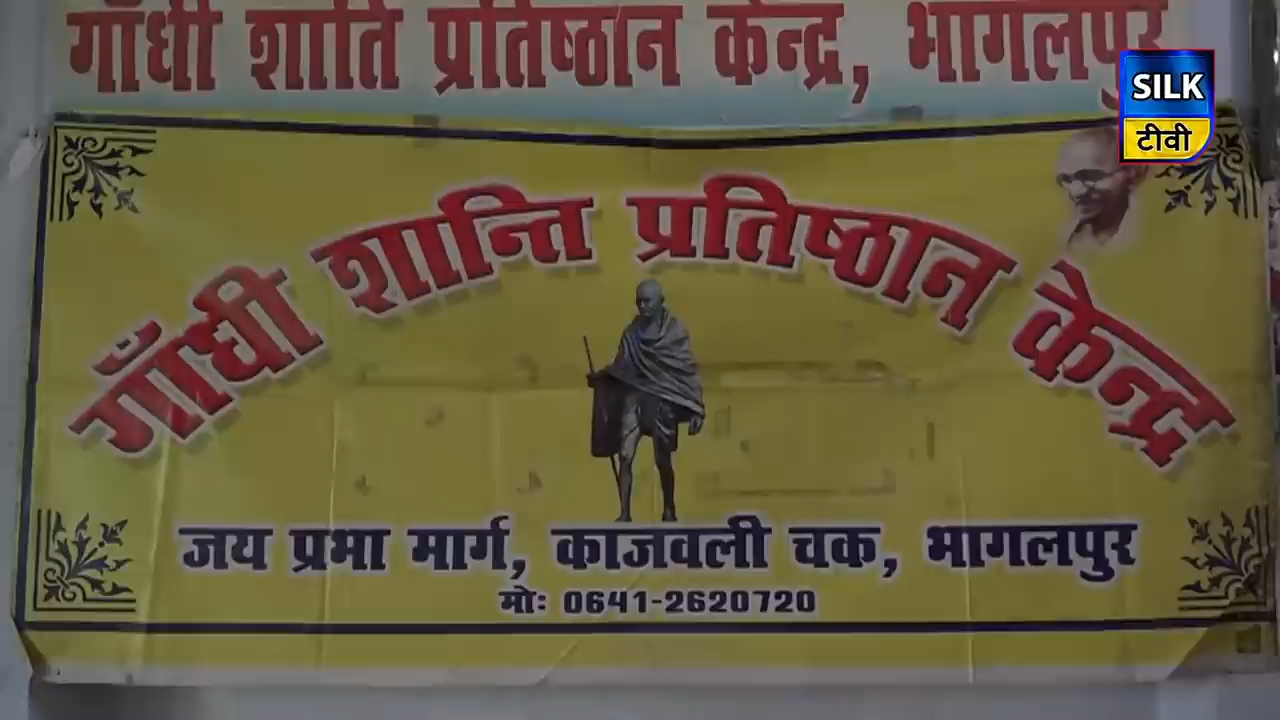 गाँधी शांति प्रतिष्ठान केन्द्र, भागलपुर
SILK
टीवी
गाँधी शान्ति प्रतिष्ठान कैन्द्र
जय प्रभा मार्ग, काजवली चक, भागलपुर
मोः 0641-2620720